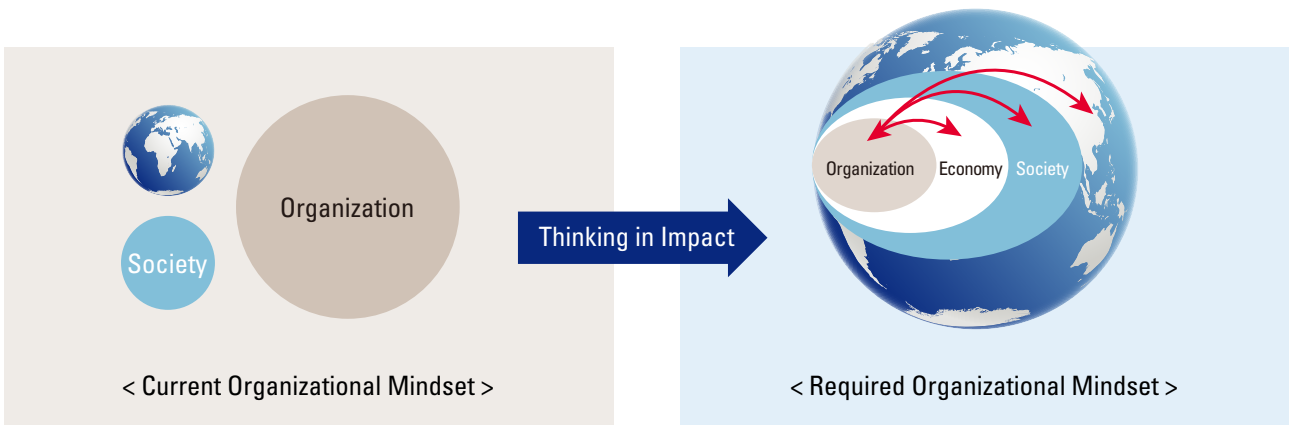 Organization
Society
< Current Organizational Mindset >
Thinking in Impact
Organization
Economy
Society
< Required Organizational Mindset >